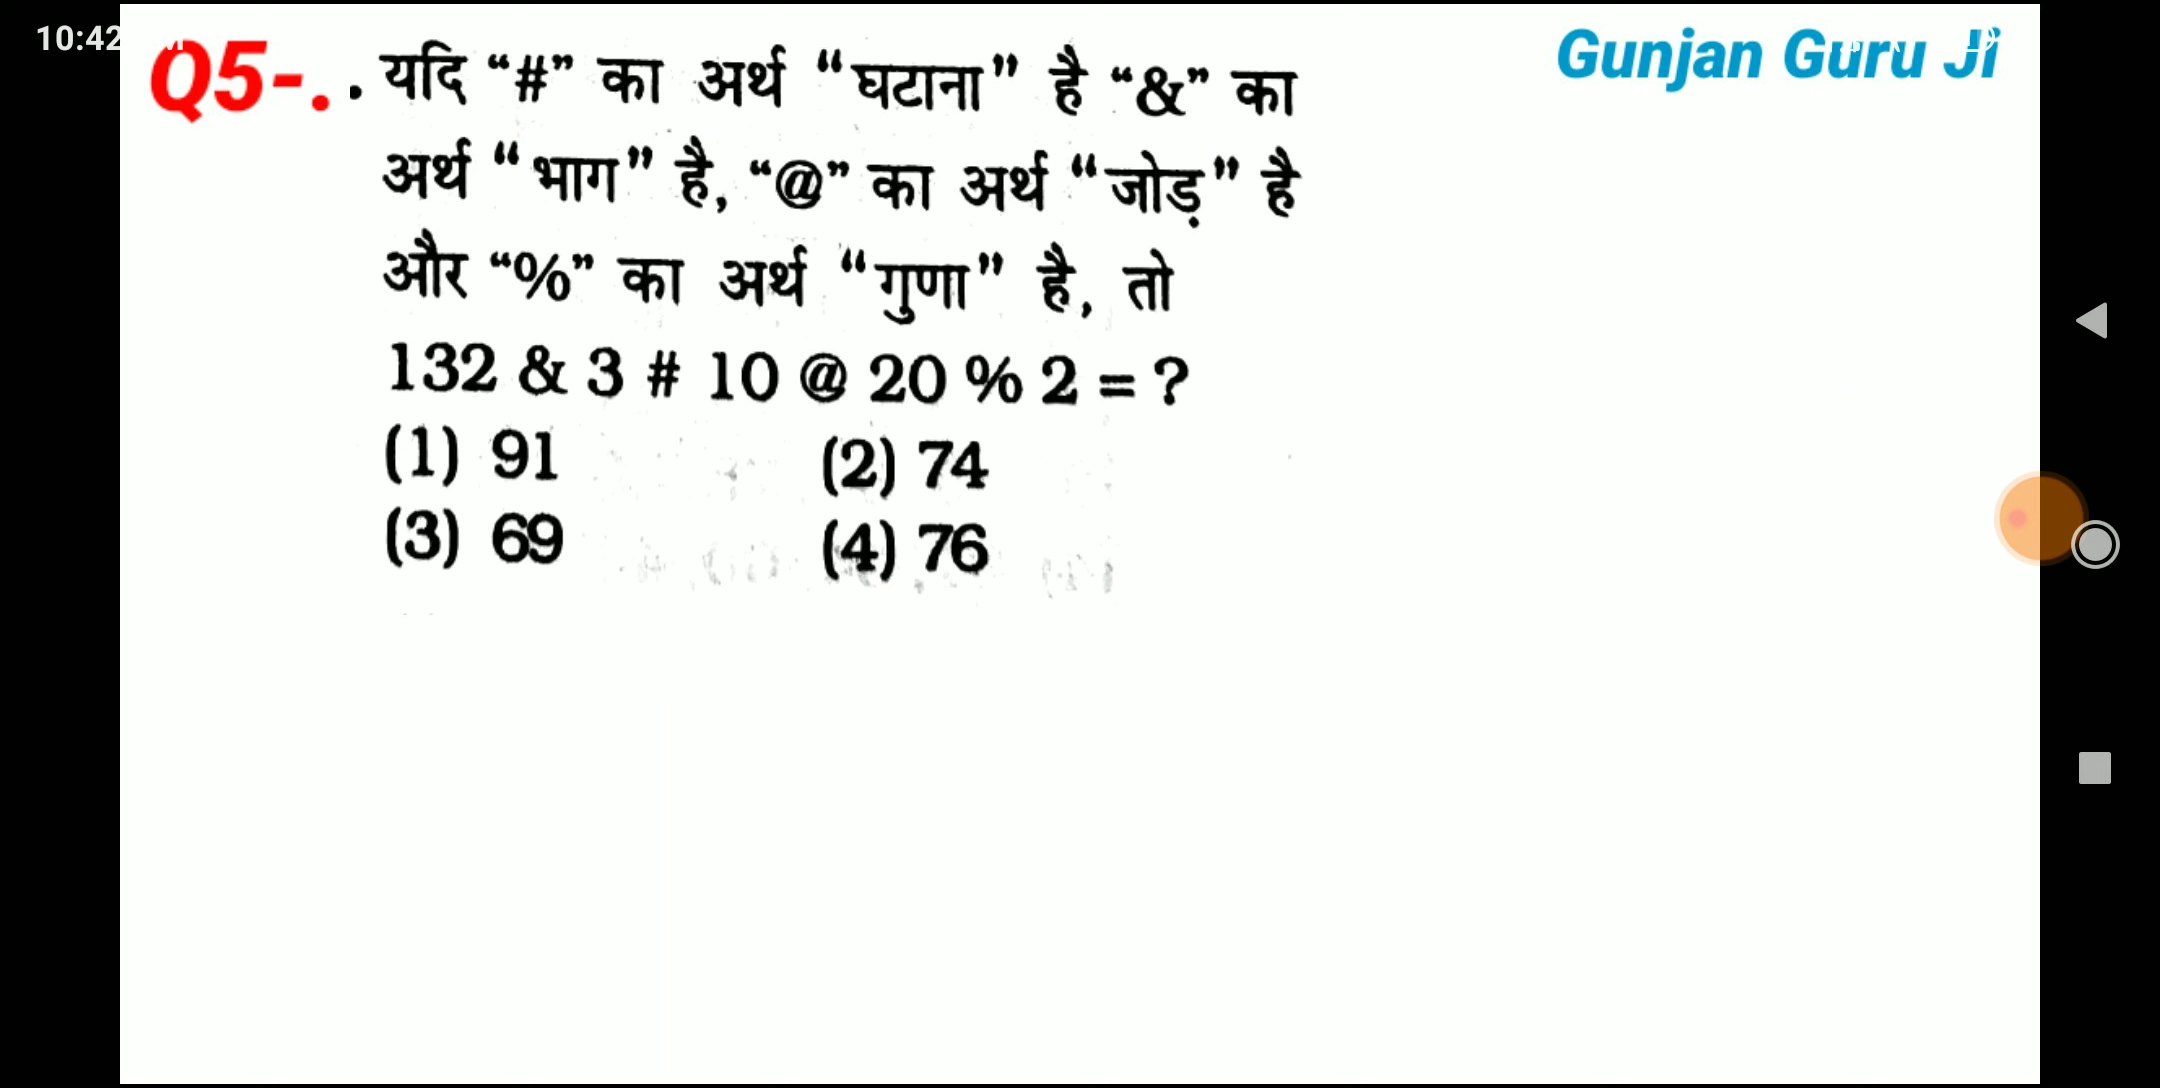 10:42
Q5-. . यदि “#” का अर्थ “घटाना” है “&” का
Gunjan Guru Ji
अर्थ “भाग” है, “@” का अर्थ “जोड़” है
और “%” का अर्थ “गुणा” है, तो
132 & 3 # 10 @ 20 % 2 = ?
(1) 91 (2) 74
(3) 69 (4) 76